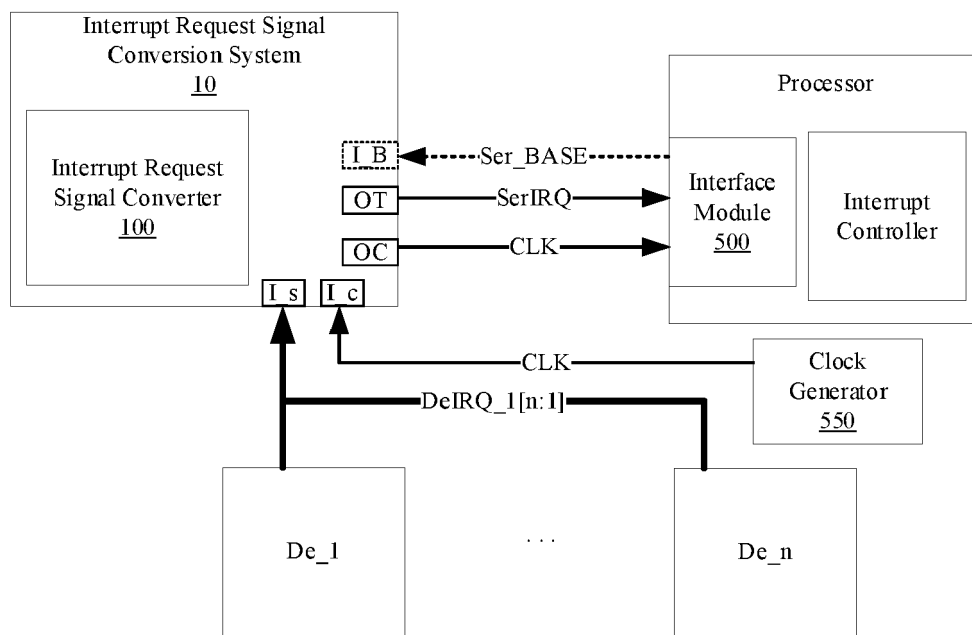 Interrupt Request Signal
Conversion System
10
Interrupt Request
Signal Converter
100
I_B
OT
OC
I_s
I_c
Ser_BASE
SerIRQ
CLK
Processor
Interface
Module
500
Interrupt
Controller
CLK
Clock
Generator
550
DeIRQ_1[n:1]
De_1
. . .
De_n